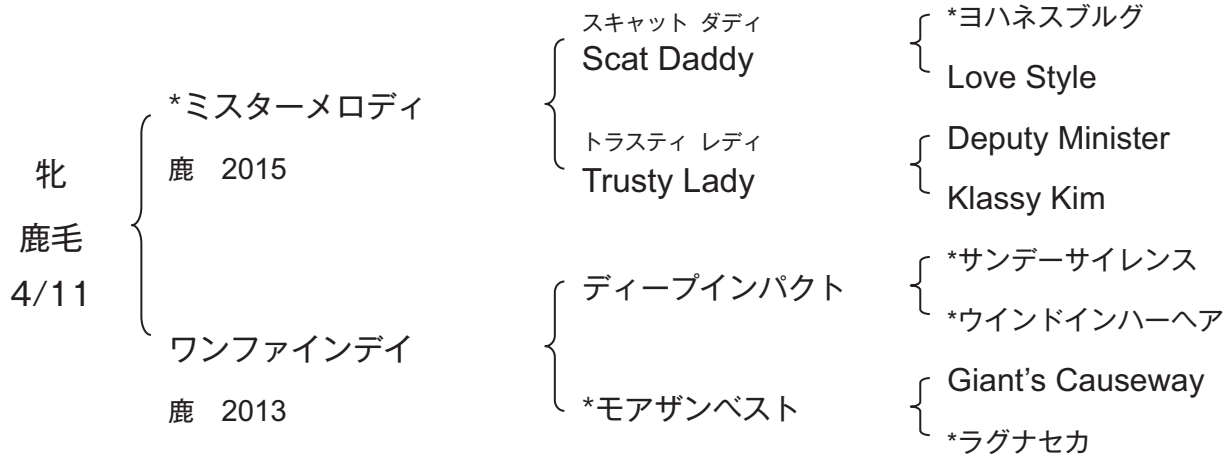 牝
鹿毛
4/11
*ミスターメロディ
鹿 2015
ワンファインデイ
鹿 2013
スキャット ダディ
Scat Daddy
トラスティ レディ
Trusty Lady
ディープインパクト
*モアザンベスト
*ヨハネスブルグ
Love Style
Deputy Minister
Klassy Kim
*サンデーサイレンス
*ウインドインハーヘア
Giant's Causeway
*ラグナセカ